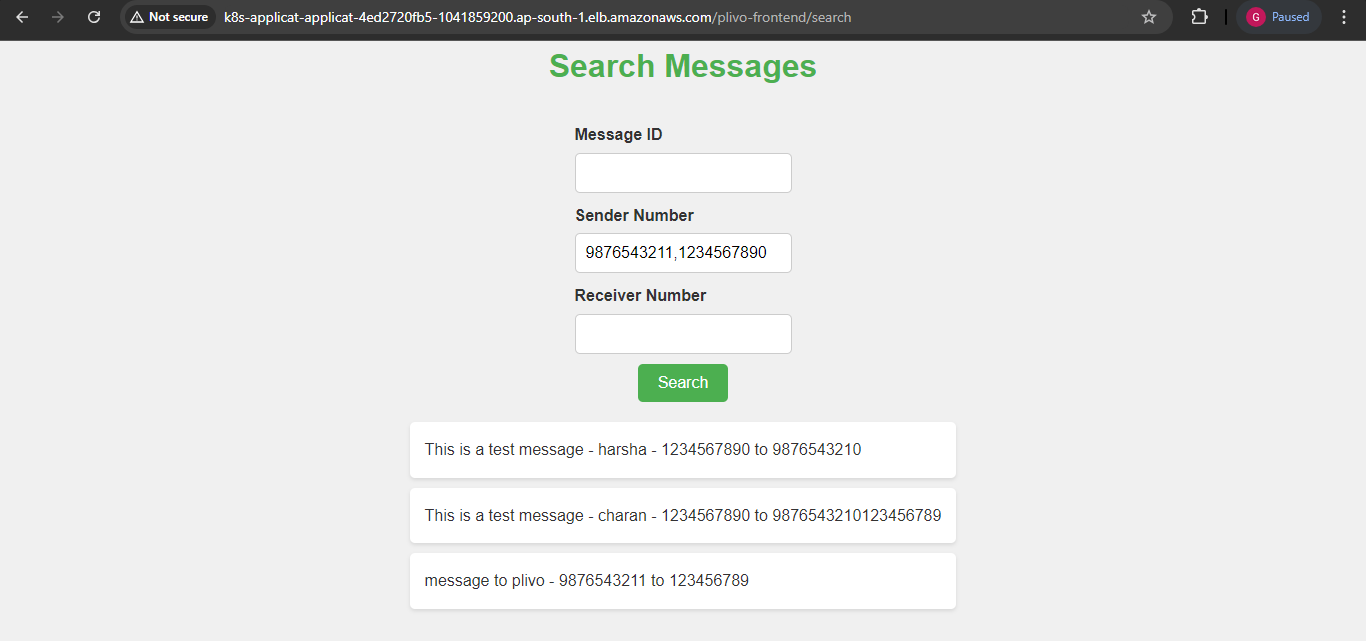 Not secure k8s-applicat-applicat-4ed2720fb5-1041859200.ap-south-1.elb.amazonaws.com/plivo-frontend/search G Paused
Search Messages
Message ID
Sender Number
9876543211,1234567890
Receiver Number
Search
This is a test message - harsha - 1234567890 to 9876543210
This is a test message - charan - 1234567890 to 9876543210123456789
message to plivo - 9876543211 to 123456789